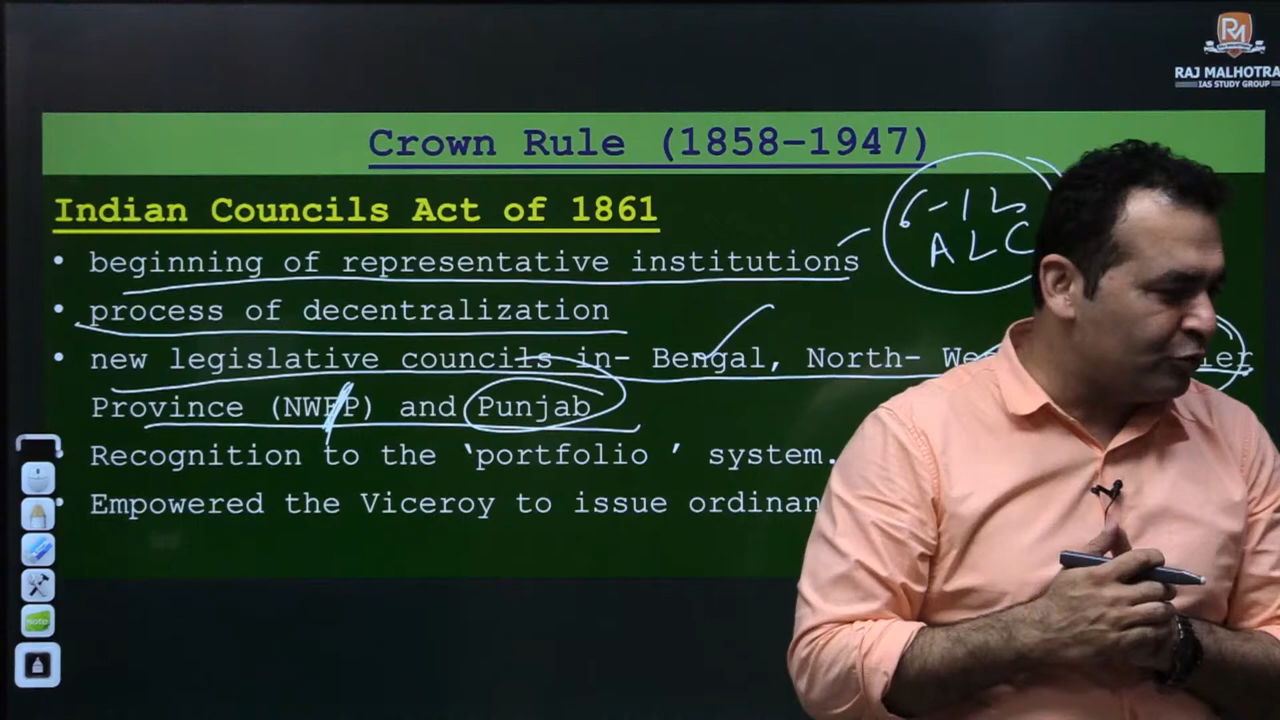 RM
RAJ MALHOTRA
IAS STUDY GROUP
Crown Rule (1858–1947)
Indian Councils Act of 1861
6-12
ALC
• beginning of representative institutions
• process of decentralization
• new legislative councils in- Bengal, North-
Province (NWFP) and Punjab
Recognition to the ‘portfolio ’ system.
• Empowered the Viceroy to issue
Note